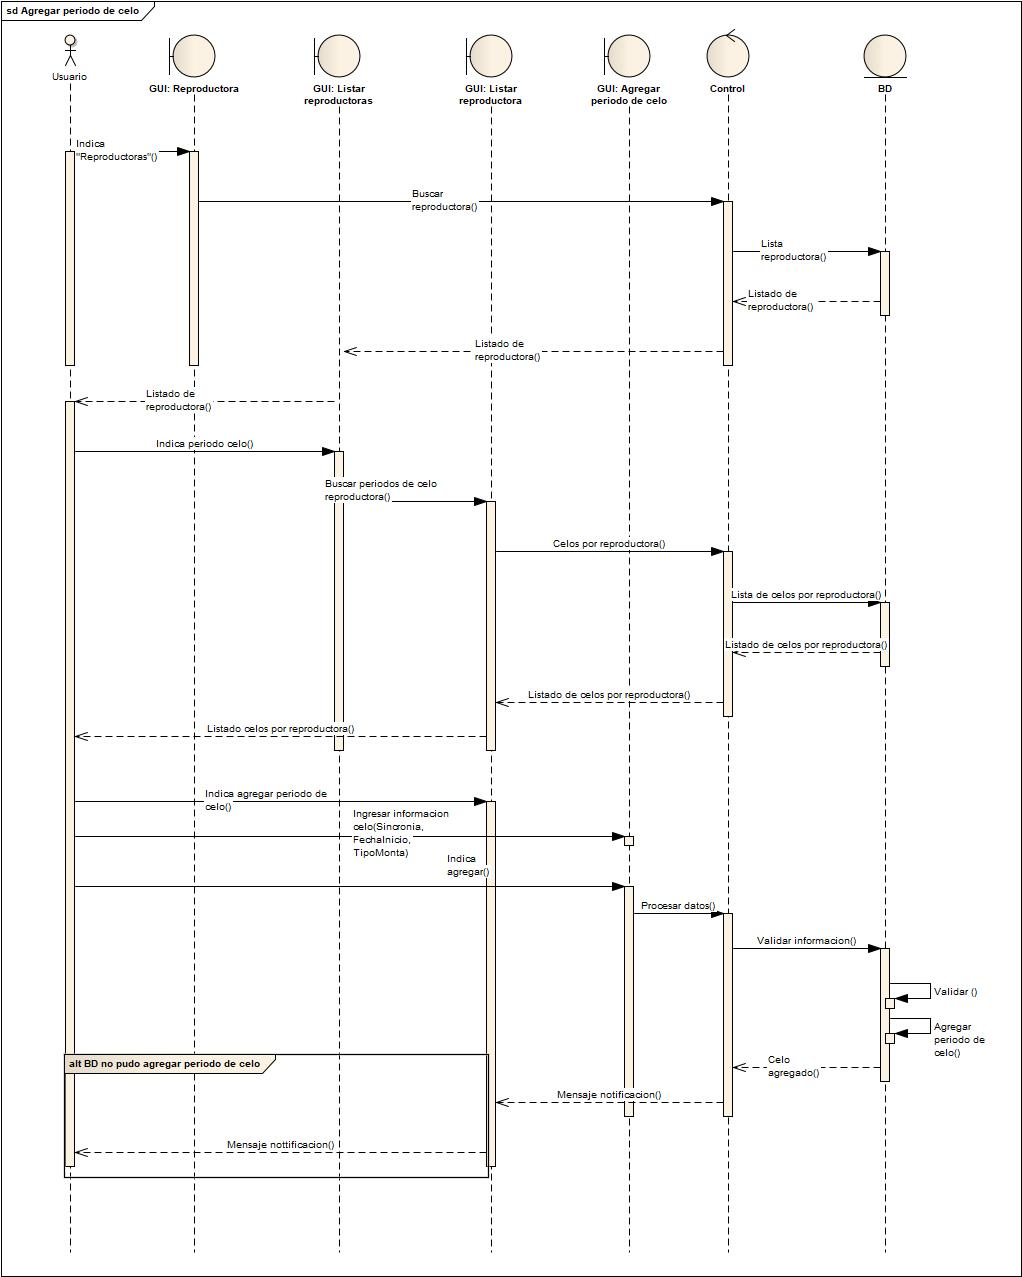 sd Agregar periodo de celo
Usuario
GUI: Reproductora
GUI: Listar
reproductoras
GUI: Listar
reproductora
GUI: Agregar
periodo de celo
Control
BD
Indica
"Reproductoras"()
Buscar
reproductora()
Lista
reproductora()
Listado de
reproductora()
Listado de
reproductora()
Listado de
reproductora()
Indica periodo celo()
Buscar periodos de celo
reproductora()
Celos por reproductora()
Lista de celos por reproductora()
Listado de celos por reproductora()
Listado de celos por reproductora()
Listado celos por reproductora()
Indica agregar periodo de
celo()
Ingresar informacion
celo(Sincronia,
FechaInicio,
TipoMonta)
Indica
agregar()
Procesar datos()
Validar informacion()
Validar ()
Agregar
periodo de
celo()
Celo
agregado()
alt BD no pudo agregar periodo de celo
Mensaje notificacion()
Mensaje nottificacion()